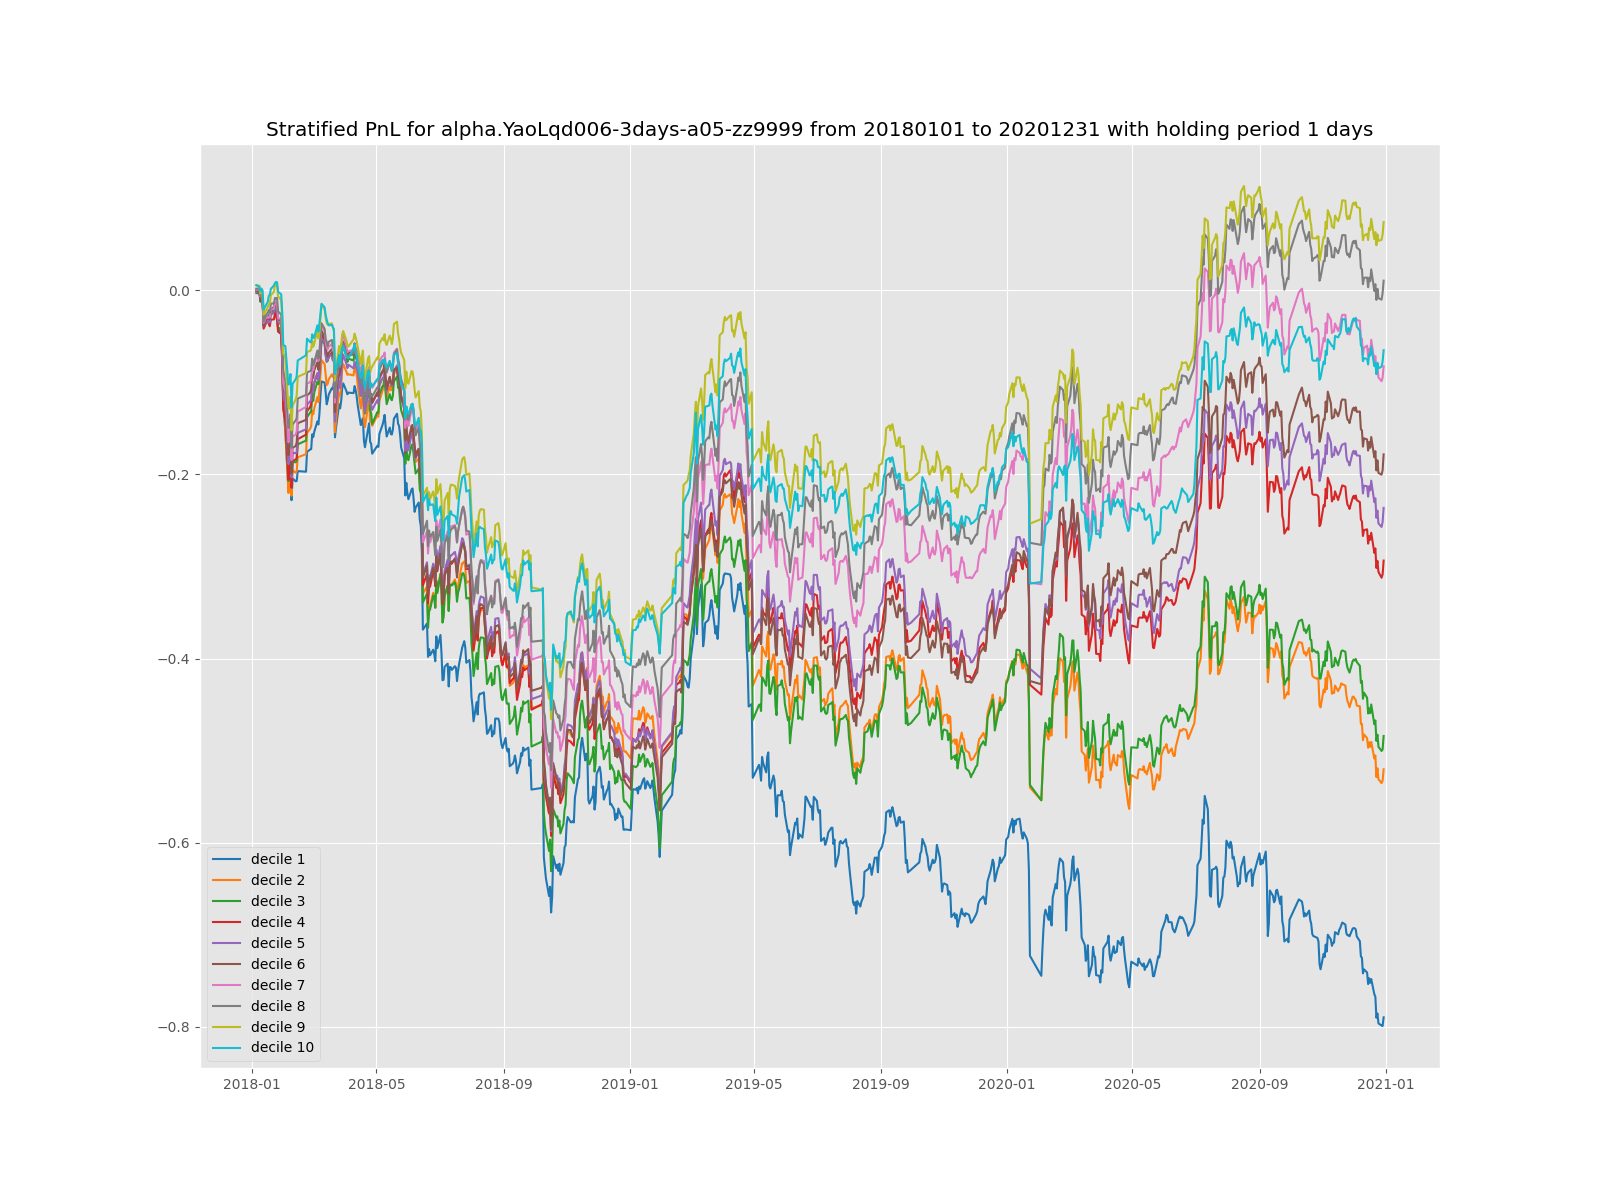 Stratified PnL for alpha.YaoLqd006-3days-a05-zz9999 from 20180101 to 20201231 with holding period 1 days
0.0
−0.2
−0.4
−0.6
−0.8
decile 1
decile 2
decile 3
decile 4
decile 5
decile 6
decile 7
decile 8
decile 9
decile 10
2018-01 2018-05 2018-09 2019-01 2019-05 2019-09 2020-01 2020-05 2020-09 2021-01